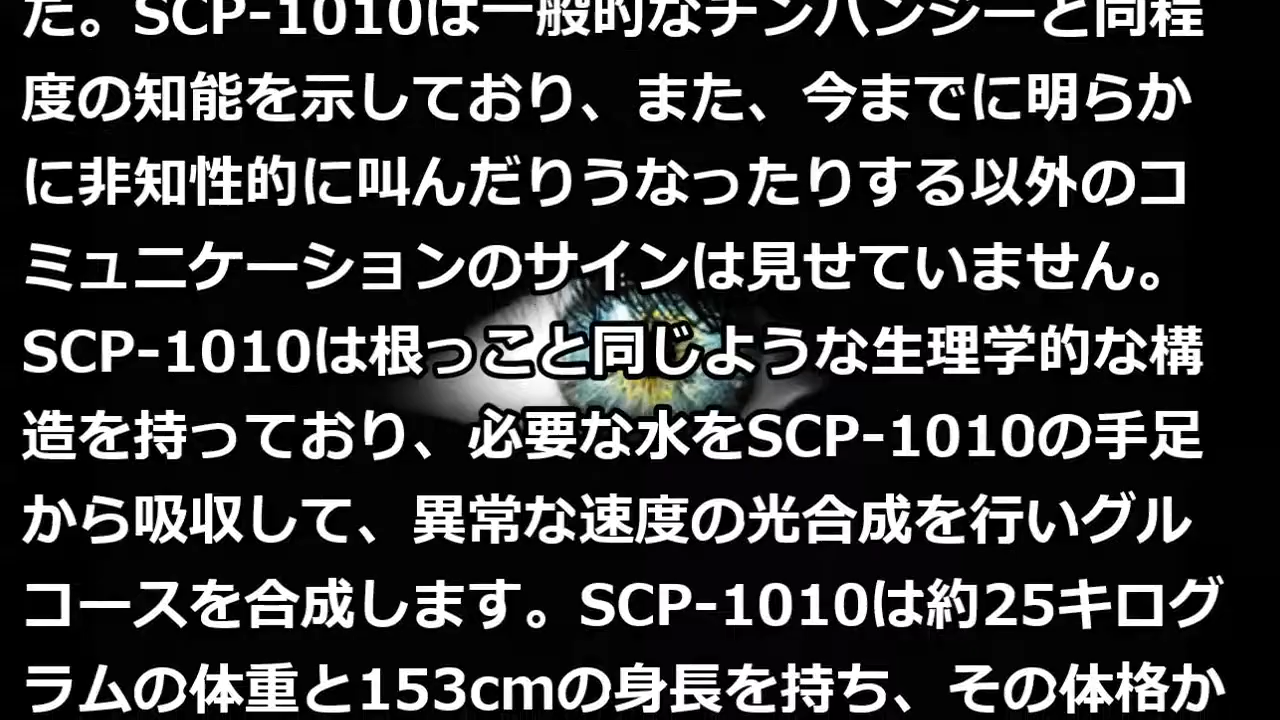 た。SCP-1010は一般的なチンパンジーと同程
度の知能を示しており、また、今までに明らか
に非知性的に叫んだりうなったりする以外のコ
ミュニケーションのサインは見せていません。
SCP-1010は根っこと同じような生理学的な構
造を持っており、必要な水をSCP-1010の手足
から吸収して、異常な速度の光合成を行いグル
コースを合成します。SCP-1010は約25キログ
ラムの体重と153cmの身長を持ち、その体格か